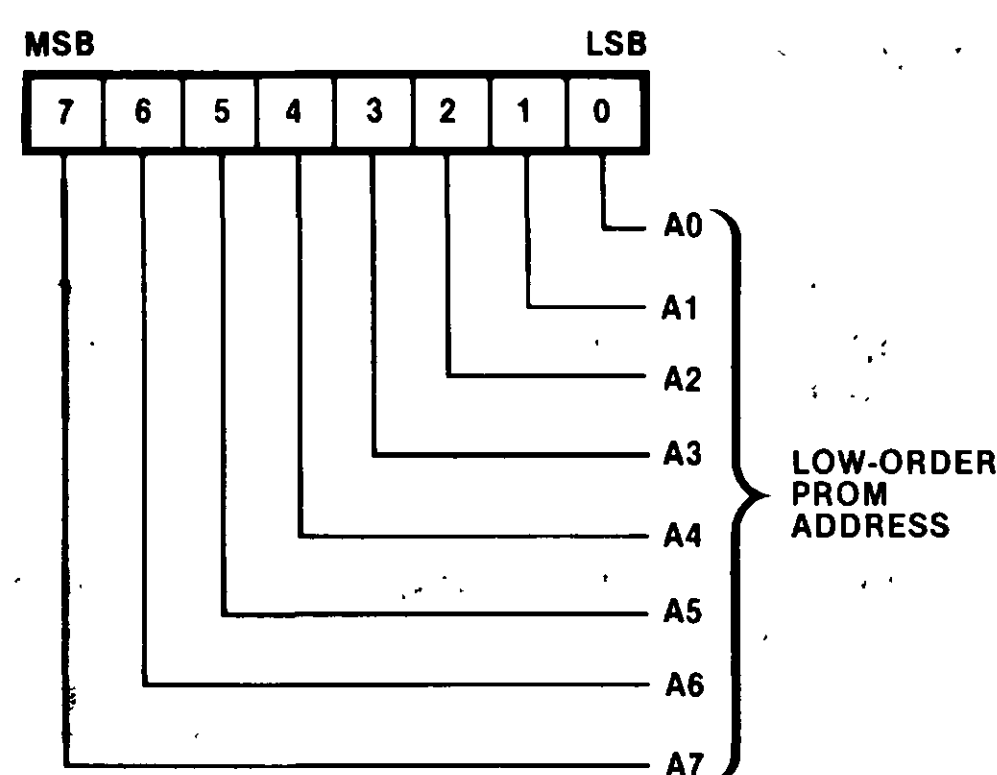 MSB LSB
7 6 5 4 3 2 1 0
A0
A1
A2
A3
A4
A5
A6
A7
LOW-ORDER
PROM
ADDRESS